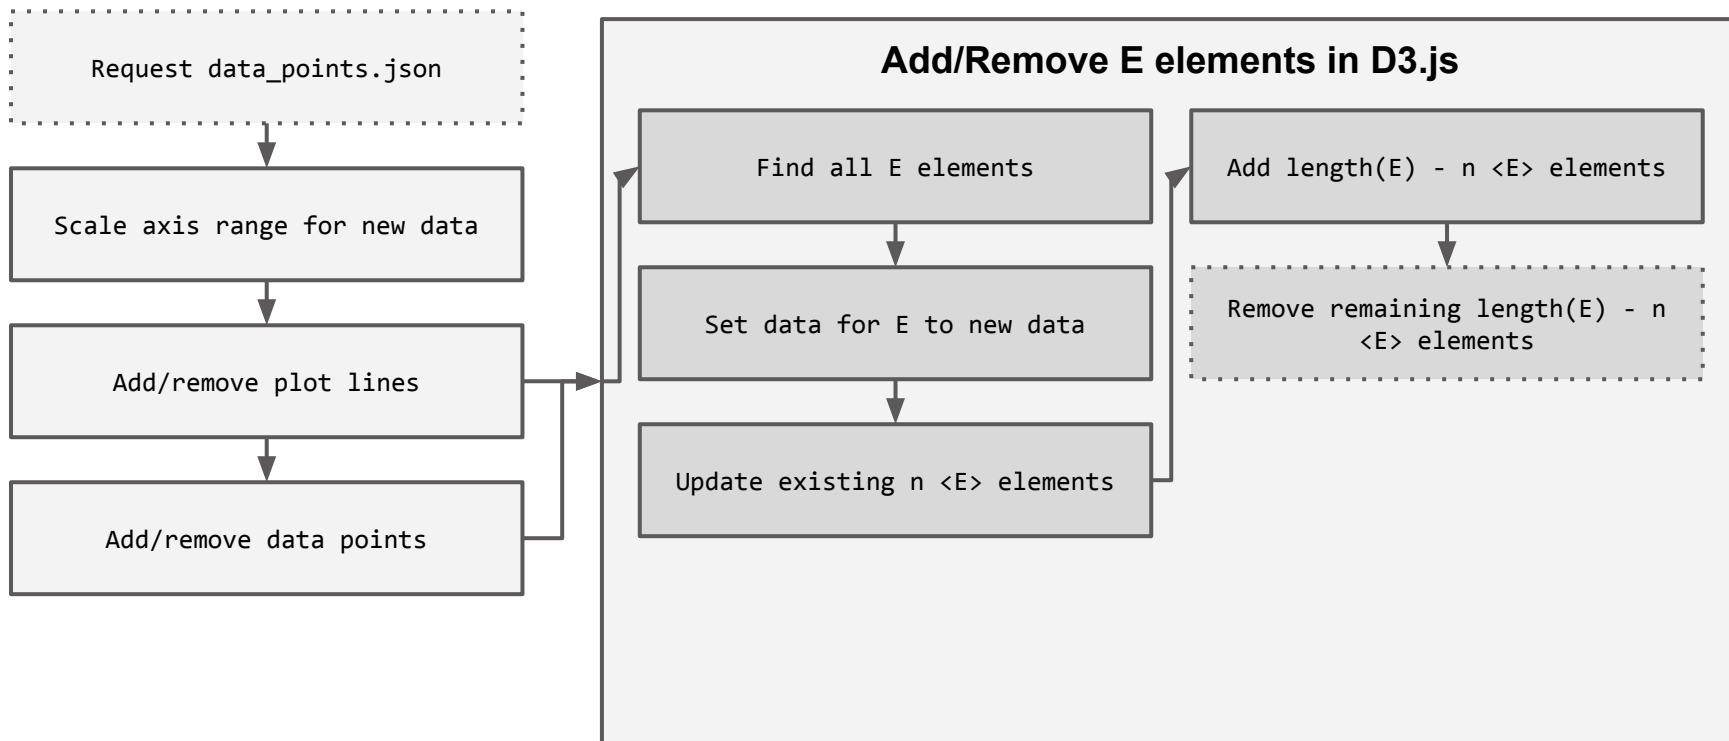 Request data_points.json
Scale axis range for new data
Add/remove plot lines
Add/remove data points
Add/Remove E elements in D3.js
Find all E elements
Set data for E to new data
Update existing n <E> elements
Add length(E) - n <E> elements
Remove remaining length(E) - n
<E> elements